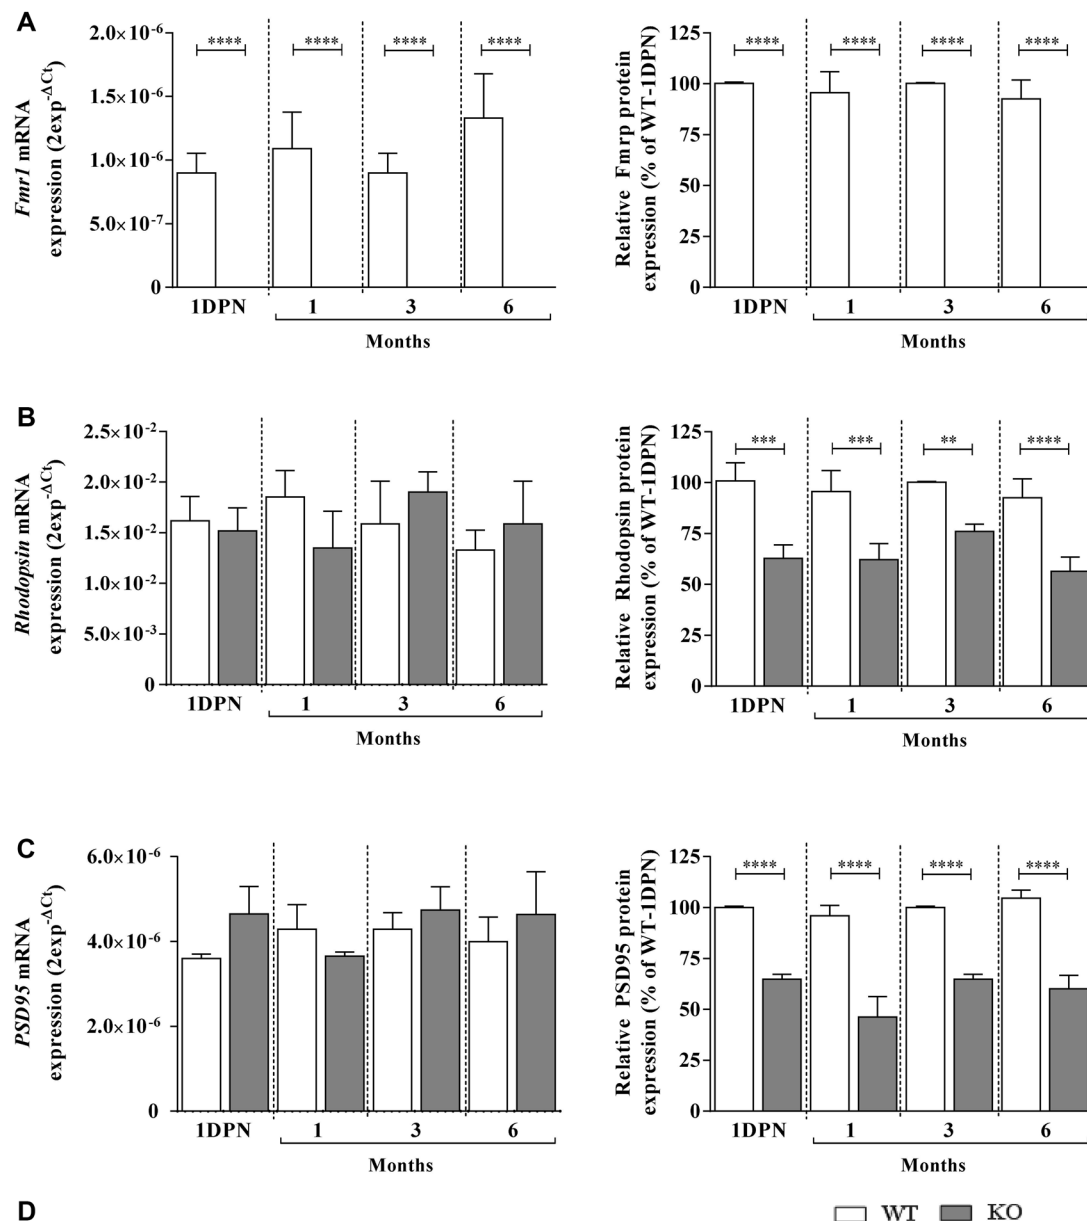 A
Fmr1 mRNA
expression (2exp-ΔCt)
2.0×10-6
1.5×10-6
1.0×10-6
5.0×10-7
0
**** **** **** ****
1DPN 1 3 6
Months
Relative Fmrp protein
expression (% of WT-1DPN)
125
100
75
50
25
0
**** **** **** ****
1DPN 1 3 6
Months
B
Rhodopsin mRNA
expression (2exp-ΔCt)
2.5×10-2
2.0×10-2
1.5×10-2
1.0×10-2
5.0×10-3
0
1DPN 1 3 6
Months
Relative Rhodopsin protein
expression (% of WT-1DPN)
125
100
75
50
25
0
*** *** ** ****
1DPN 1 3 6
Months
C
PSD95 mRNA
expression (2exp-ΔCt)
6.0×10-6
4.0×10-6
2.0×10-6
0
1DPN 1 3 6
Months
Relative PSD95 protein
expression (% of WT-1DPN)
125
100
75
50
25
0
**** **** **** ****
1DPN 1 3 6
Months
D
WT KO